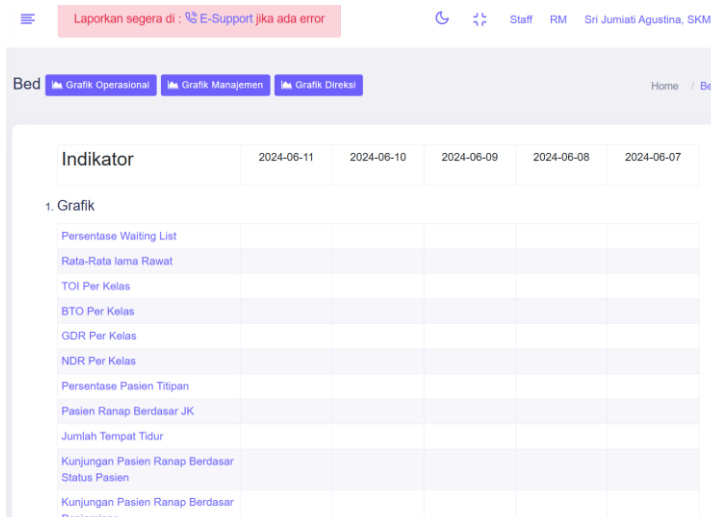 Laporkan segera di : E-Support jika ada error
Staff RM Sri Jumiati Agustina, SKM
Bed Grafik Operasional Grafik Manajemen Grafik Direksi
Home / Be
Indikator 2024-06-11 2024-06-10 2024-06-09 2024-06-08 2024-06-07
1. Grafik
Persentase Waiting List
Rata-Rata lama Rawat
TOI Per Kelas
BTO Per Kelas
GDR Per Kelas
NDR Per Kelas
Persentase Pasien Titipan
Pasien Ranap Berdasar JK
Jumlah Tempat Tidur
Kunjungan Pasien Ranap Berdasar
Status Pasien
Kunjungan Pasien Ranap Berdasar